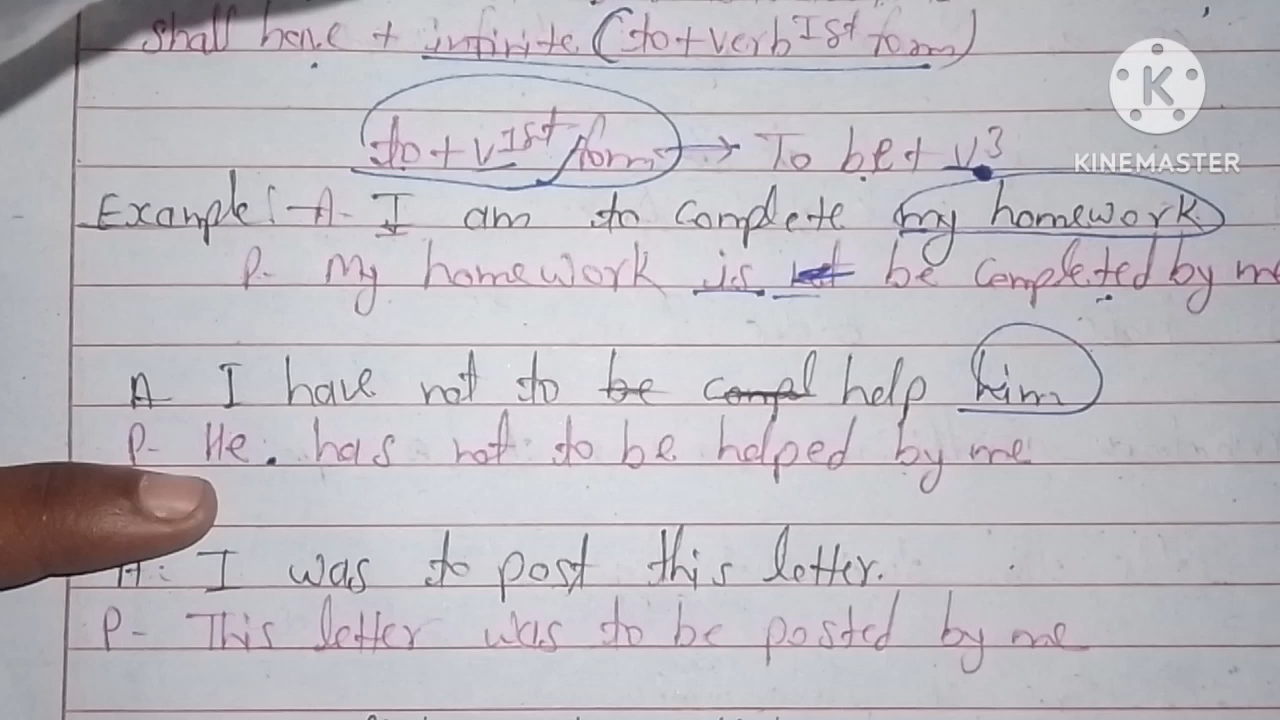 shall have + infinite (to+verb Ist form)
to + v Ist form → To be + v3
KINEMASTER
Example:- A- I am to complete my homework
P- My homework is be completed by me
A I have not to be compl help him
P- He. has not to be helped by me
A: I was to post this letter.
P- This letter was to be posted by me